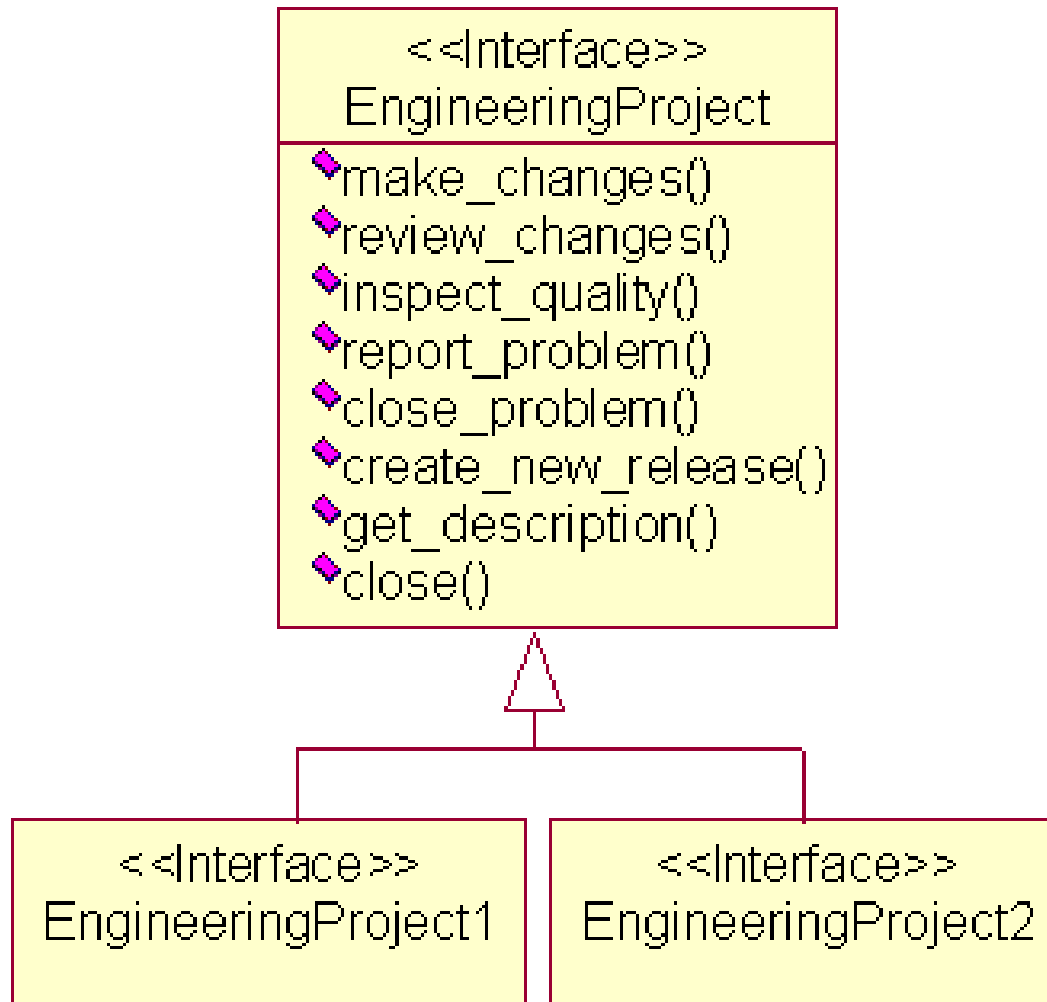 <<Interface>>
EngineeringProject
make_changes()
review_changes()
inspect_quality()
report_problem()
close_problem()
create_new_release()
get_description()
close()
<<Interface>>
EngineeringProject1
<<Interface>>
EngineeringProject2